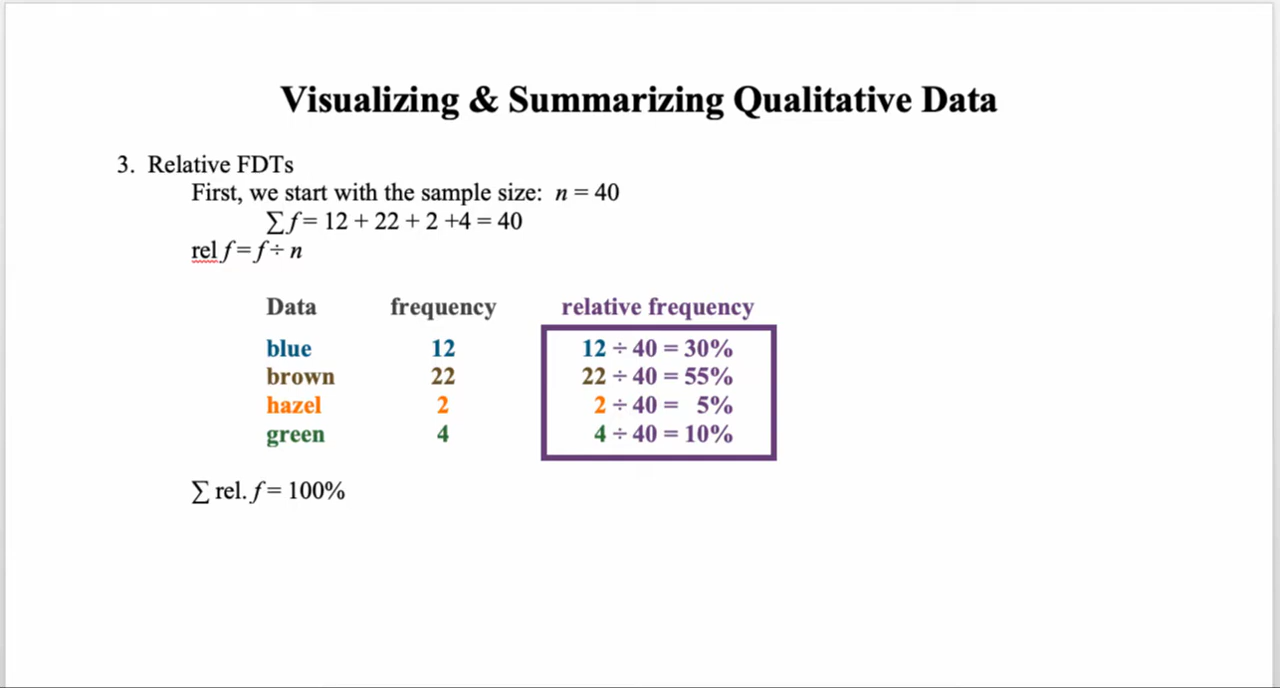 Visualizing & Summarizing Qualitative Data
3. Relative FDTs
First, we start with the sample size: n = 40
∑f = 12 + 22 + 2 +4 = 40
rel f = f ÷ n
Data frequency relative frequency
blue 12 12 ÷ 40 = 30%
brown 22 22 ÷ 40 = 55%
hazel 2 2 ÷ 40 = 5%
green 4 4 ÷ 40 = 10%
∑ rel. f = 100%